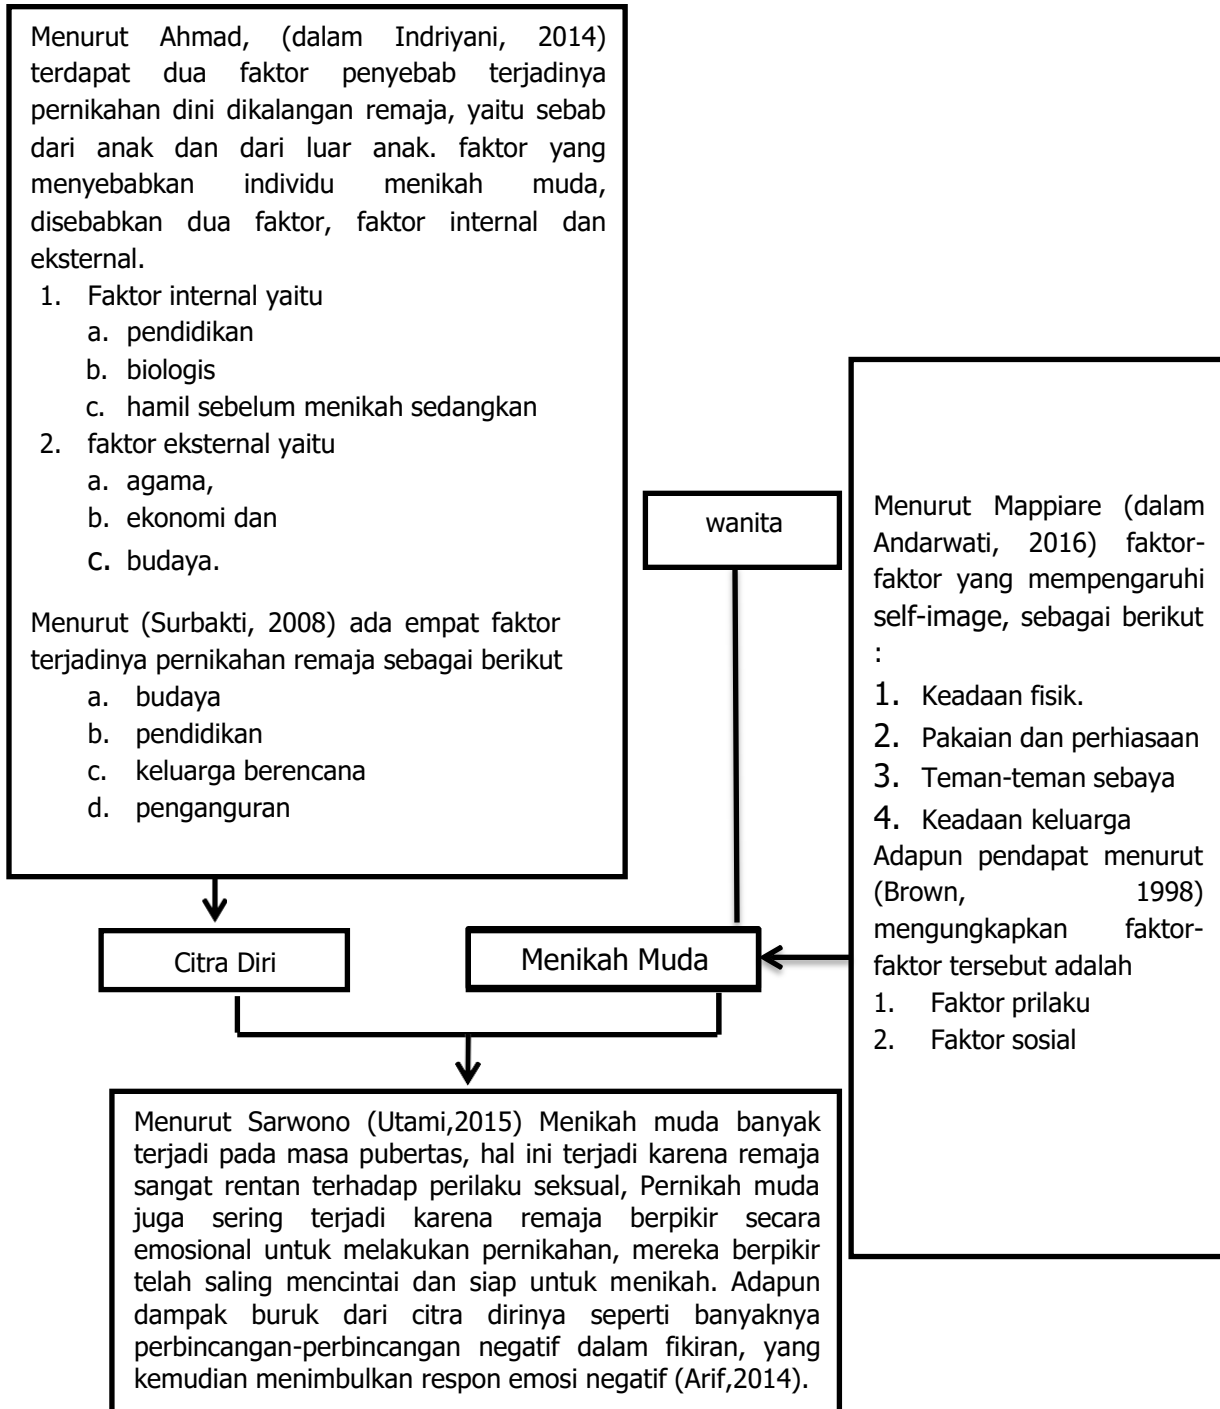 Menurut Ahmad, (dalam Indriyani, 2014)
terdapat dua faktor penyebab terjadinya
pernikahan dini dikalangan remaja, yaitu sebab
dari anak dan dari luar anak. faktor yang
menyebabkan individu menikah muda,
disebabkan dua faktor, faktor internal dan
eksternal.
1. Faktor internal yaitu
a. pendidikan
b. biologis
c. hamil sebelum menikah sedangkan
2. faktor eksternal yaitu
a. agama,
b. ekonomi dan
c. budaya.
Menurut (Surbakti, 2008) ada empat faktor
terjadinya pernikahan remaja sebagai berikut
a. budaya
b. pendidikan
c. keluarga berencana
d. penganguran
wanita
Menurut Mappiare (dalam
Andarwati, 2016) faktor-
faktor yang mempengaruhi
self-image, sebagai berikut
:
1. Keadaan fisik.
2. Pakaian dan perhiasaan
3. Teman-teman sebaya
4. Keadaan keluarga
Adapun pendapat menurut
(Brown, 1998)
mengungkapkan faktor-
faktor tersebut adalah
1. Faktor prilaku
2. Faktor sosial
Citra Diri
Menikah Muda
Menurut Sarwono (Utami,2015) Menikah muda banyak
terjadi pada masa pubertas, hal ini terjadi karena remaja
sangat rentan terhadap perilaku seksual, Pernikah muda
juga sering terjadi karena remaja berpikir secara
emosional untuk melakukan pernikahan, mereka berpikir
telah saling mencintai dan siap untuk menikah. Adapun
dampak buruk dari citra dirinya seperti banyaknya
perbincangan-perbincangan negatif dalam fikiran, yang
kemudian menimbulkan respon emosi negatif (Arif,2014).